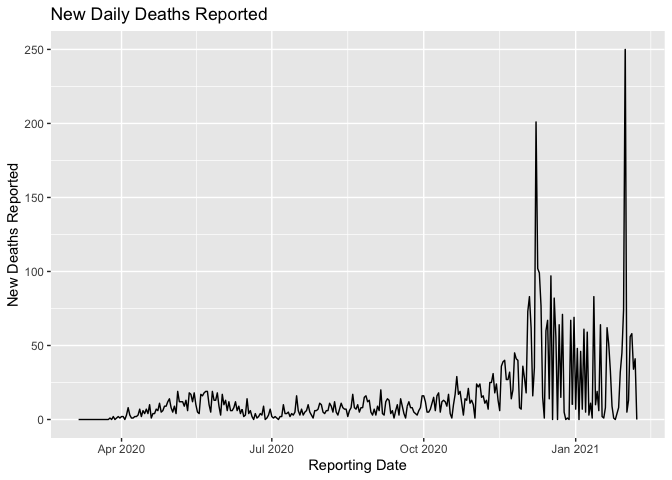 New Daily Deaths Reported
250
200
150
100
50
0
New Deaths Reported
Apr 2020
Jul 2020
Oct 2020
Jan 2021
Reporting Date